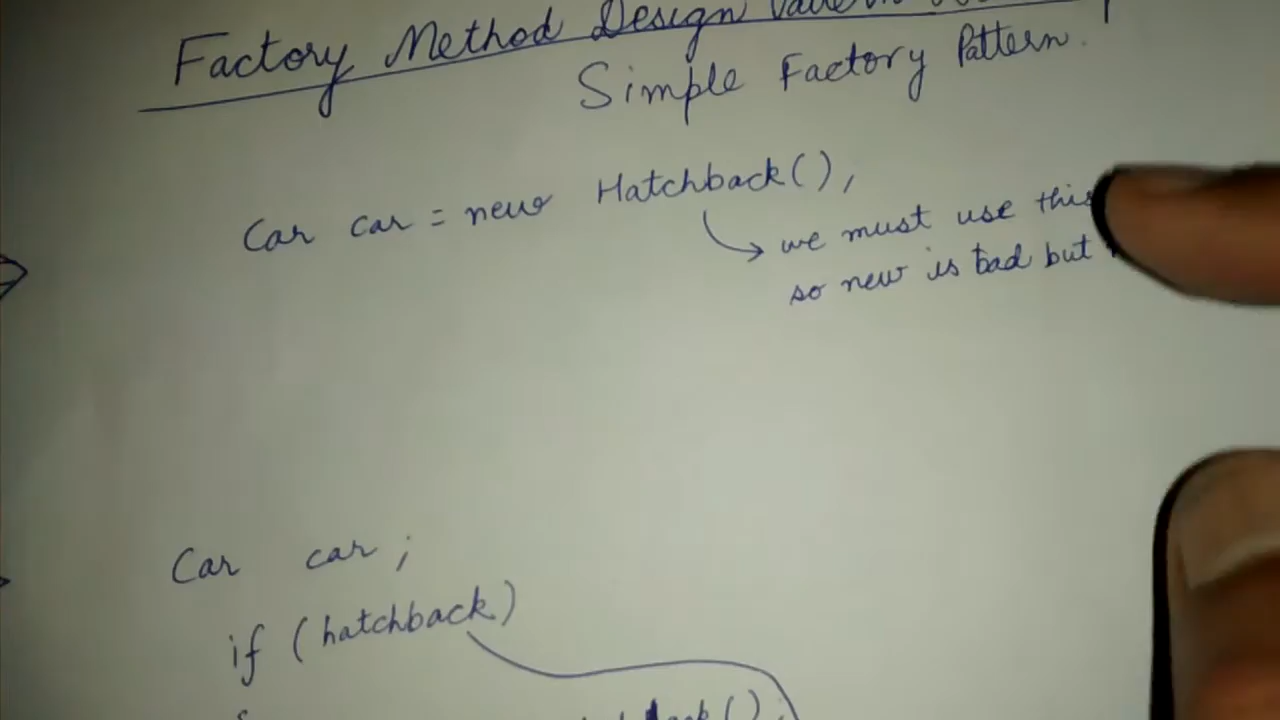 Factory Method Design Pattern
Simple Factory Pattern.
Car car = new Hatchback(),
we must use this
so new is bad but
Car car ;
if (hatchback)